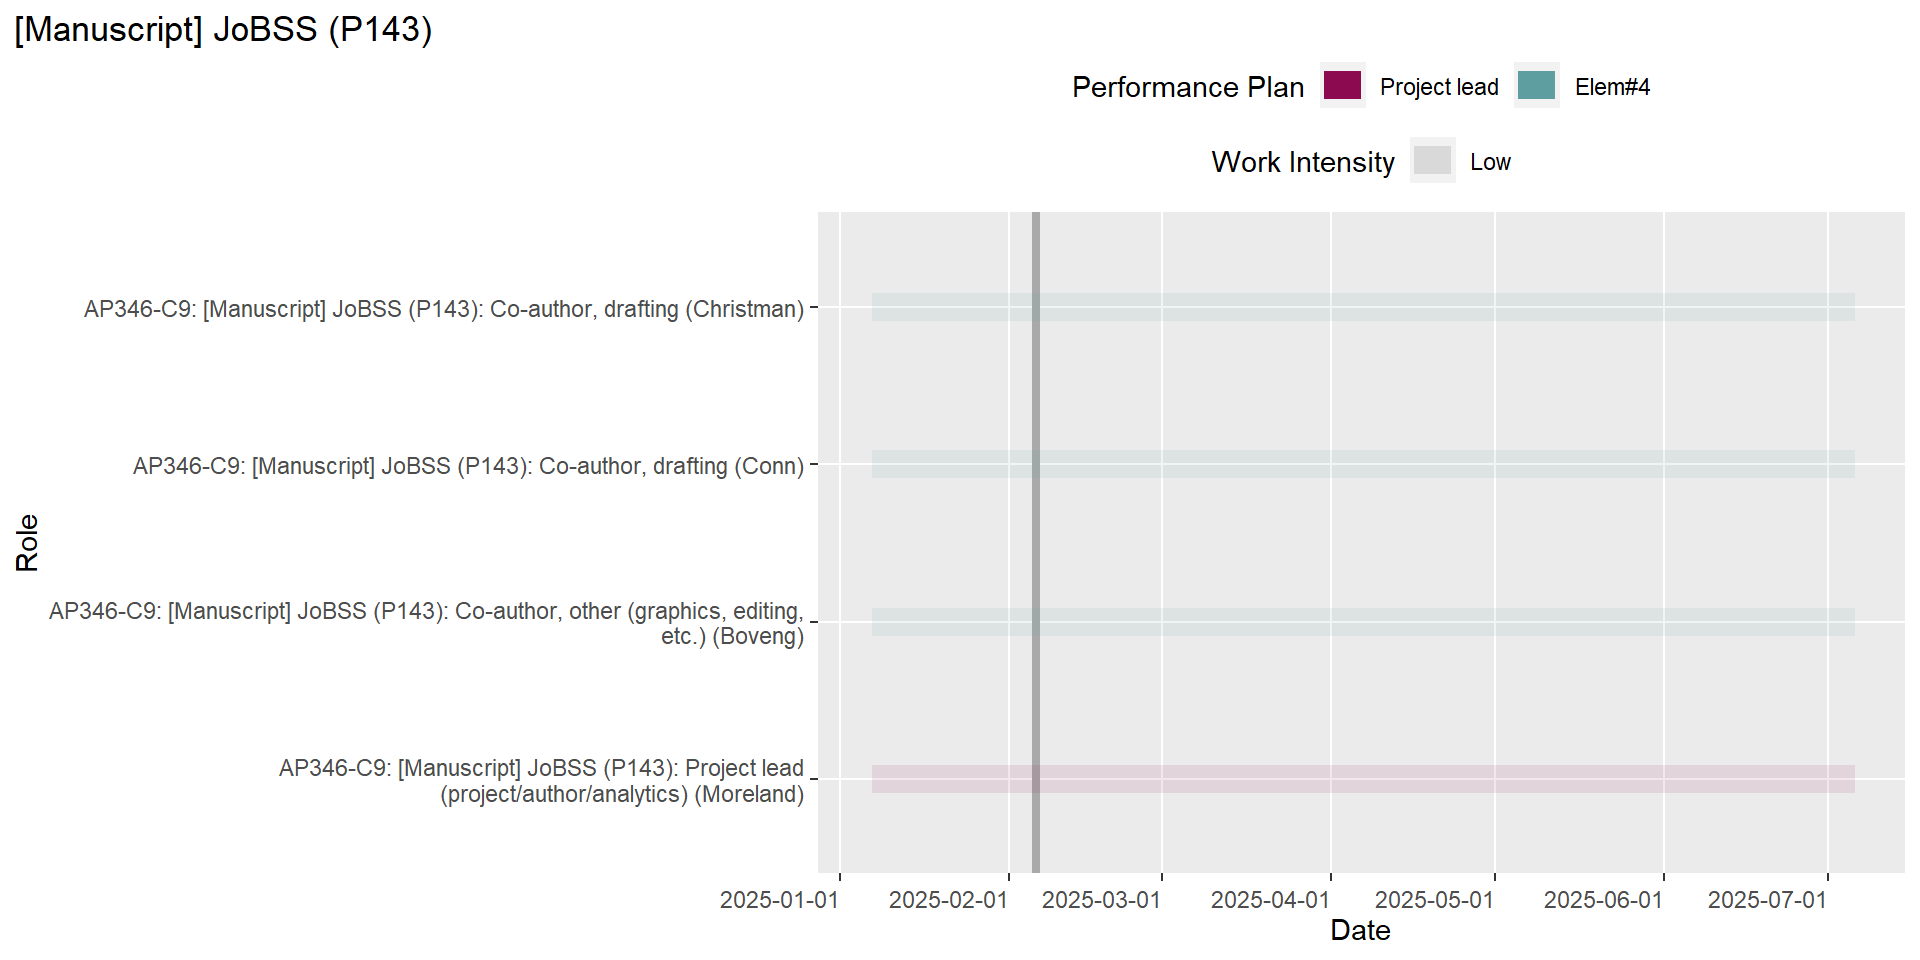 [Manuscript] JoBSS (P143)
Performance Plan Project lead Elem#4
Work Intensity Low
AP346-C9: [Manuscript] JoBSS (P143): Co-author, drafting (Christman)
AP346-C9: [Manuscript] JoBSS (P143): Co-author, drafting (Conn)
Role
AP346-C9: [Manuscript] JoBSS (P143): Co-author, other (graphics, editing,
etc.) (Boveng)
AP346-C9: [Manuscript] JoBSS (P143): Project lead
(project/author/analytics) (Moreland)
2025-01-01 2025-02-01 2025-03-01 2025-04-01 2025-05-01 2025-06-01 2025-07-01
Date